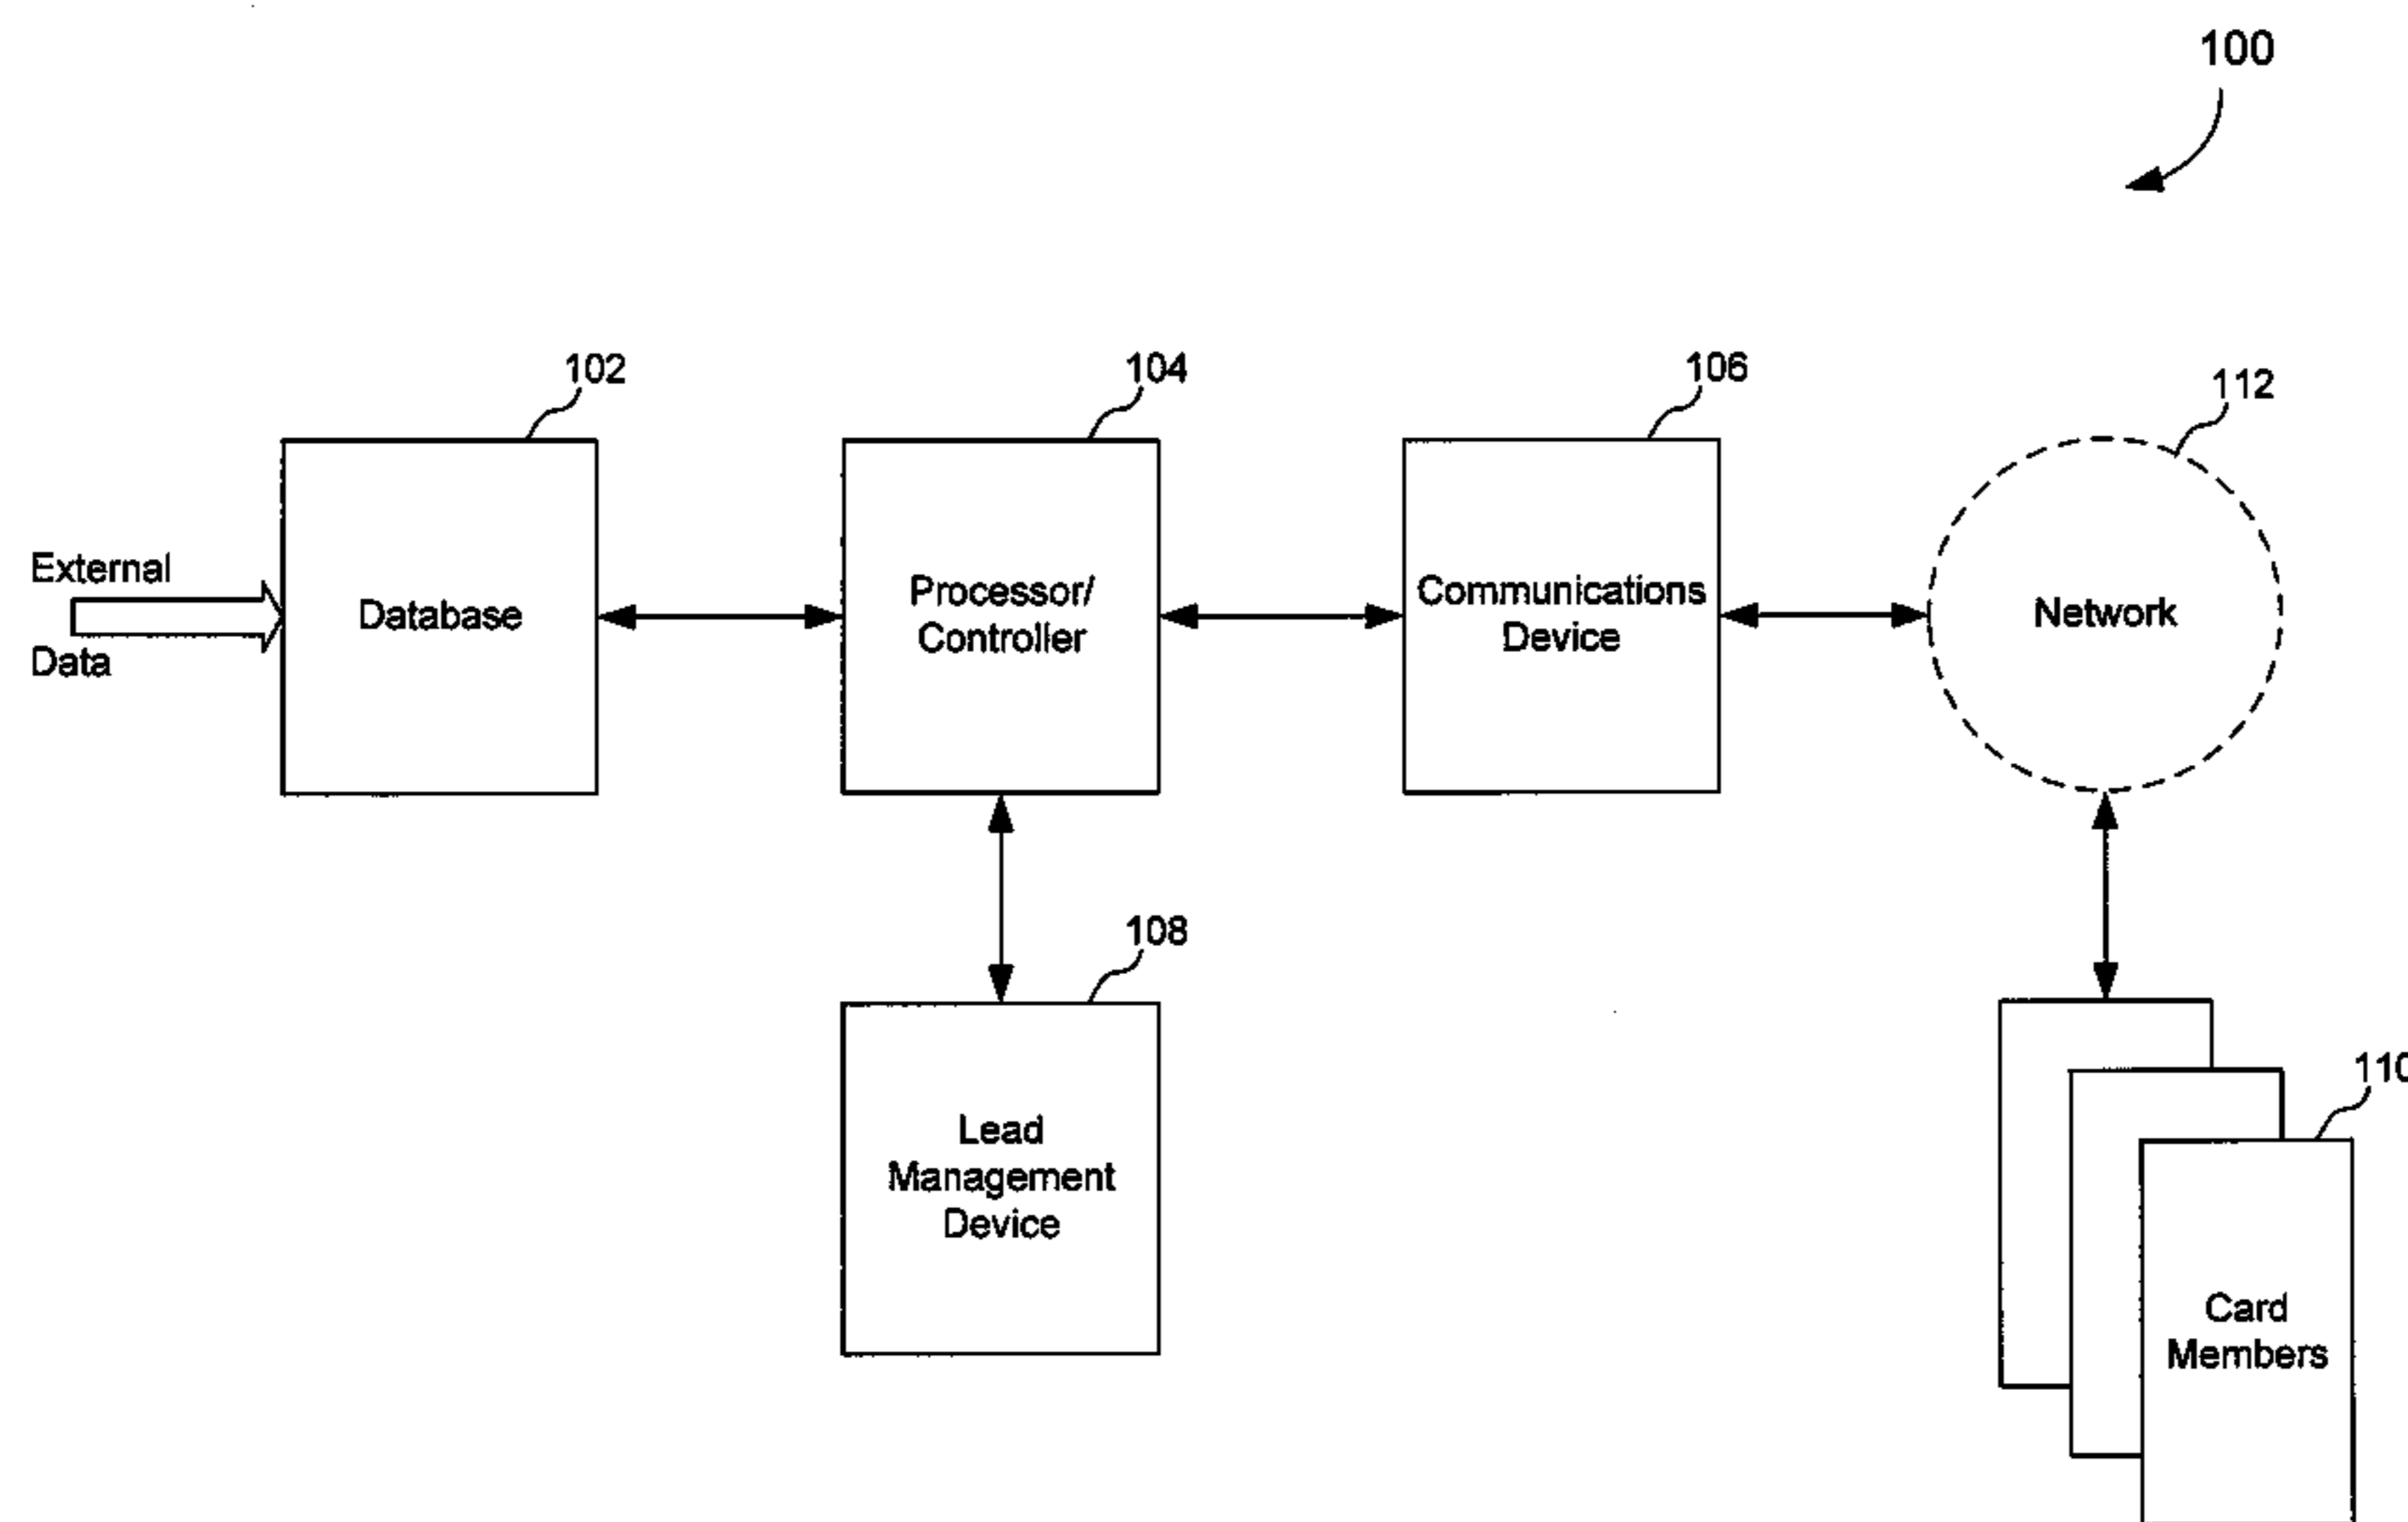 100
102
104
106
112
External
Data
Database
Processor/
Controller
Communications
Device
Network
108
110
Lead
Management
Device
Card
Members